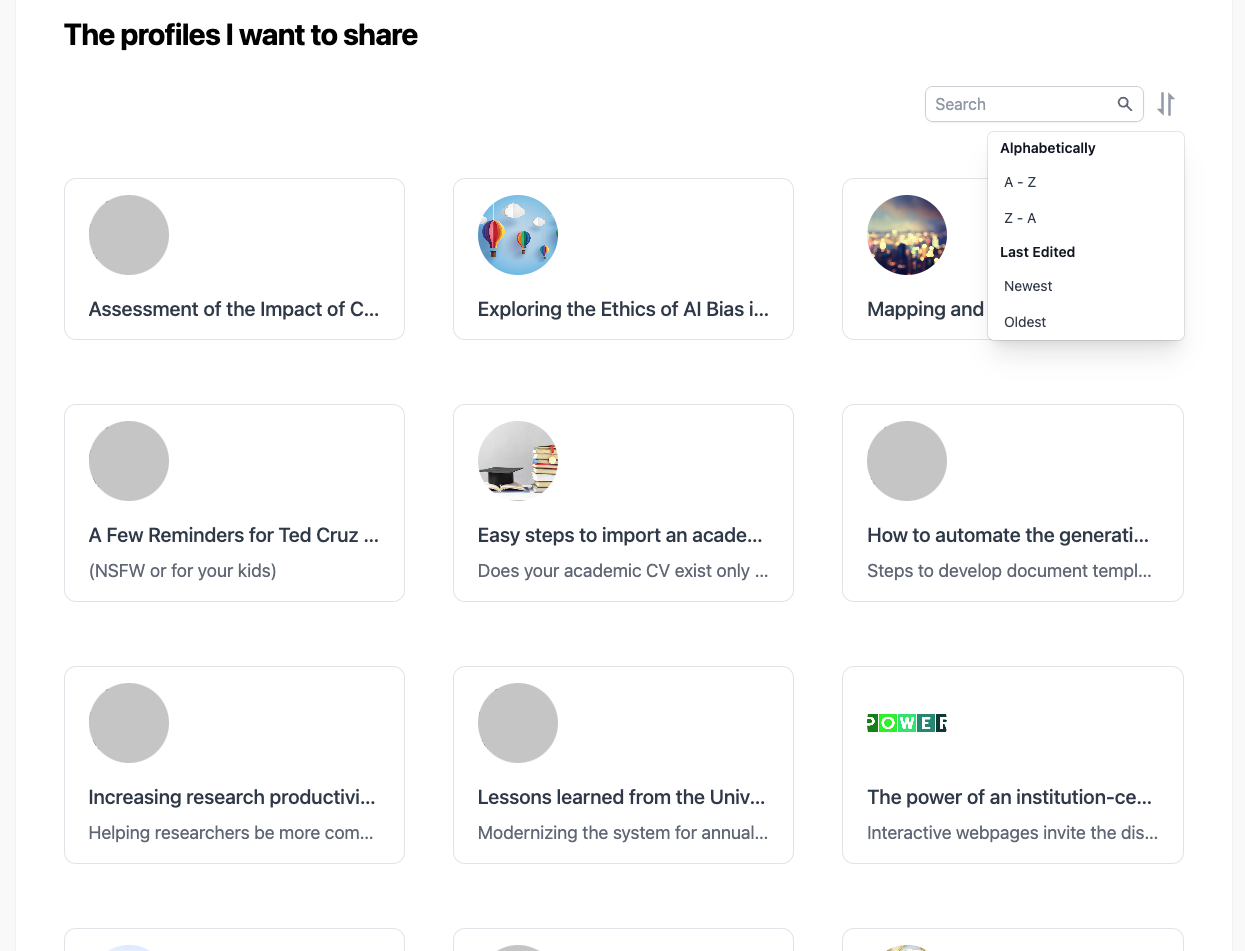 The profiles I want to share
Search
Alphabetically
A - Z
Z - A
Last Edited
Newest
Oldest
Assessment of the Impact of C...
Exploring the Ethics of AI Bias i...
Mapping and
A Few Reminders for Ted Cruz ...
(NSFW or for your kids)
Easy steps to import an acade...
Does your academic CV exist only ...
How to automate the generati...
Steps to develop document templ...
Increasing research productivi...
Helping researchers be more com...
Lessons learned from the Univ...
Modernizing the system for annual...
POWER
The power of an institution-ce...
Interactive webpages invite the dis...